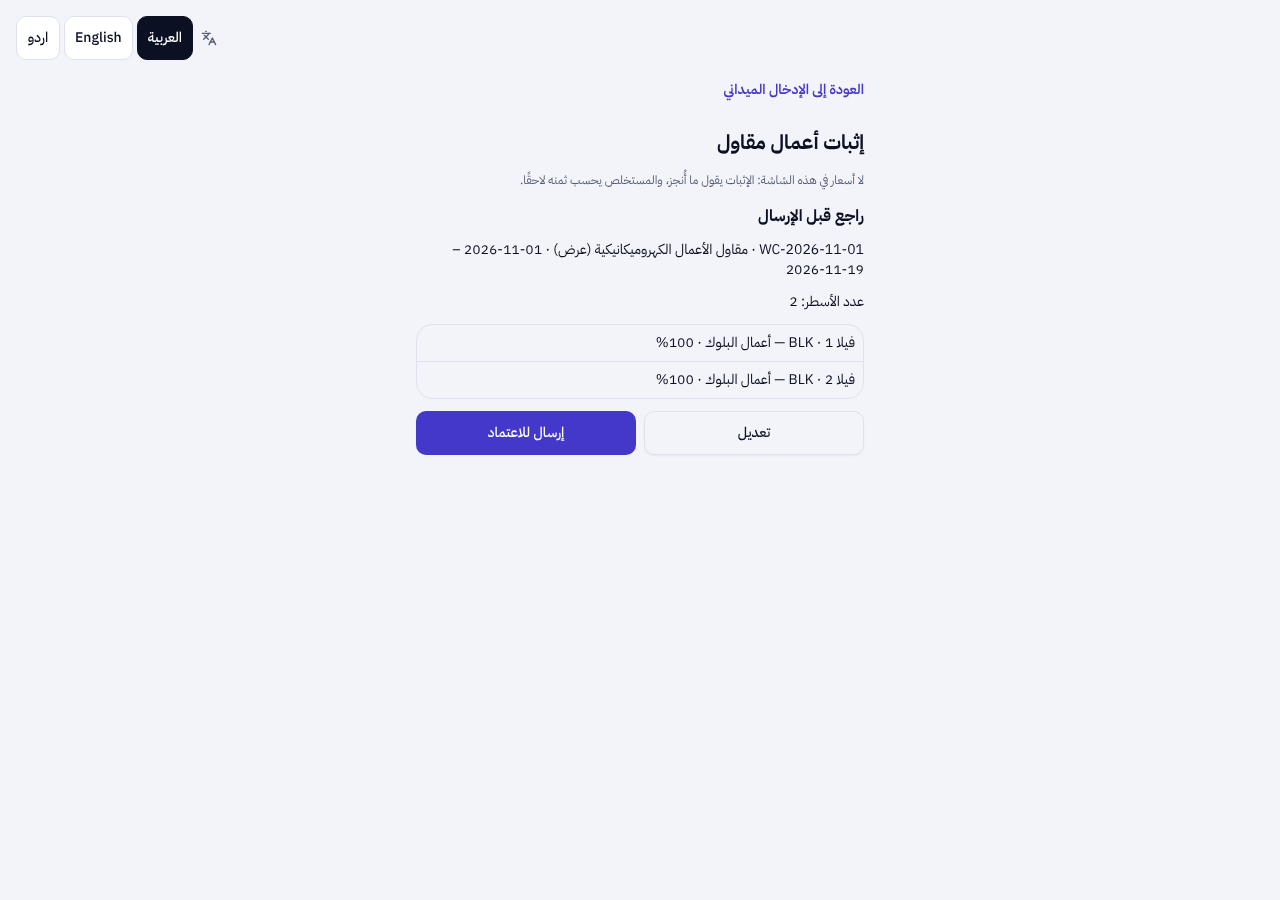 العربية
English
اردو
العودة إلى الإدخال الميداني
إثبات أعمال مقاول
لا أسعار في هذه الشاشة: الإثبات يقول ما أُنجز، والمستخلص يحسب ثمنه لاحقًا.
راجع قبل الإرسال
WC-2026-11-01 · مقاول الأعمال الكهروميكانيكية (عرض) · 2026-11-01 –
2026-11-19
عدد الأسطر: 2
فيلا 1 · BLK — أعمال البلوك · 100%
فيلا 2 · BLK — أعمال البلوك · 100%
تعديل
إرسال للاعتماد